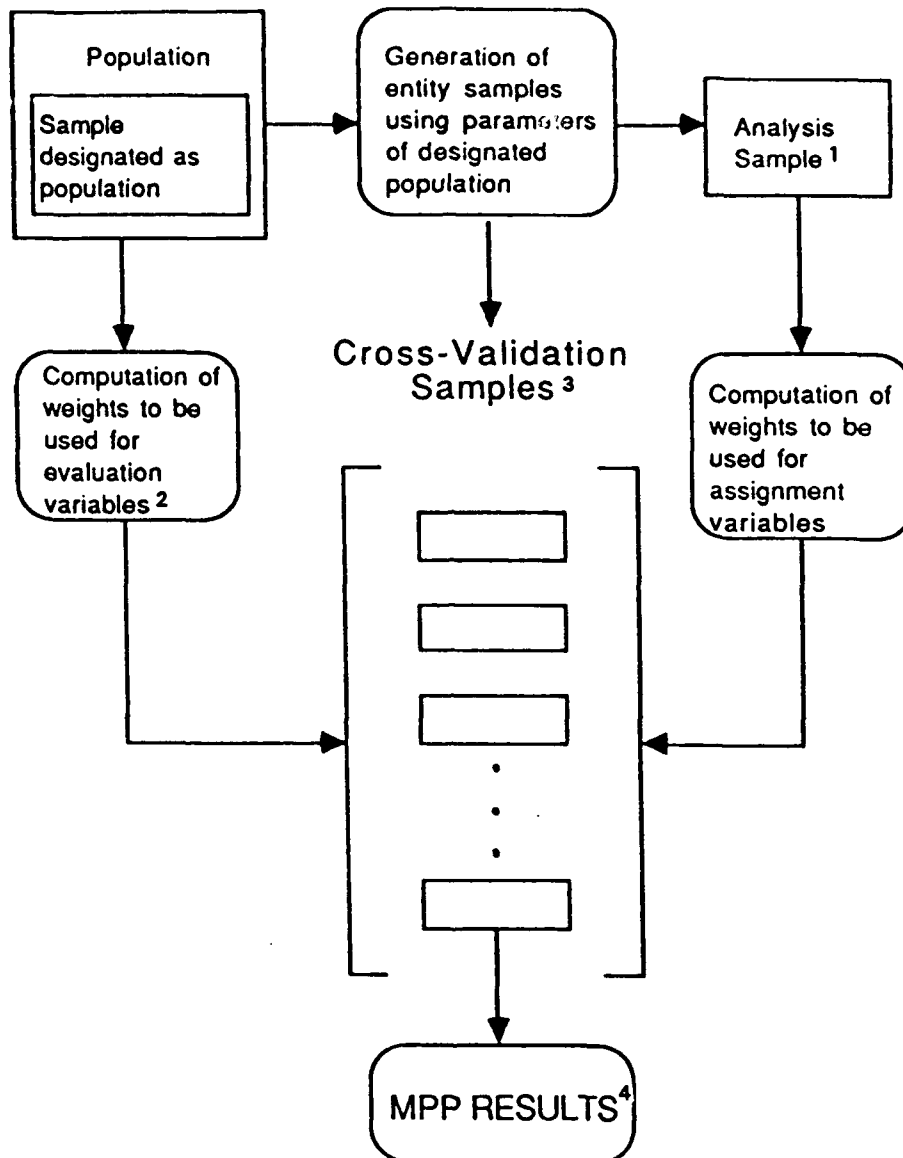 Population
Sample
designated as
population
Generation of
entity samples
using parameters
of designated
population
Analysis
Sample 1
Cross-Validation
Samples 3
Computation of
weights to be
used for
evaluation
variables 2
Computation of
weights to be
used for
assignment
variables
MPP RESULTS 4